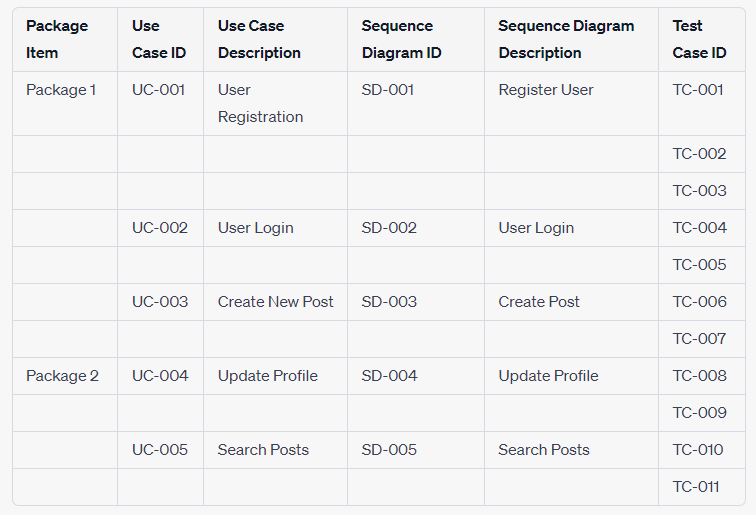 Package Item | Use Case ID | Use Case Description | Sequence Diagram ID | Sequence Diagram Description | Test Case ID
Package 1 | UC-001 | User Registration | SD-001 | Register User | TC-001
TC-002
TC-003
UC-002 | User Login | SD-002 | User Login | TC-004
TC-005
UC-003 | Create New Post | SD-003 | Create Post | TC-006
TC-007
Package 2 | UC-004 | Update Profile | SD-004 | Update Profile | TC-008
TC-009
UC-005 | Search Posts | SD-005 | Search Posts | TC-010
TC-011